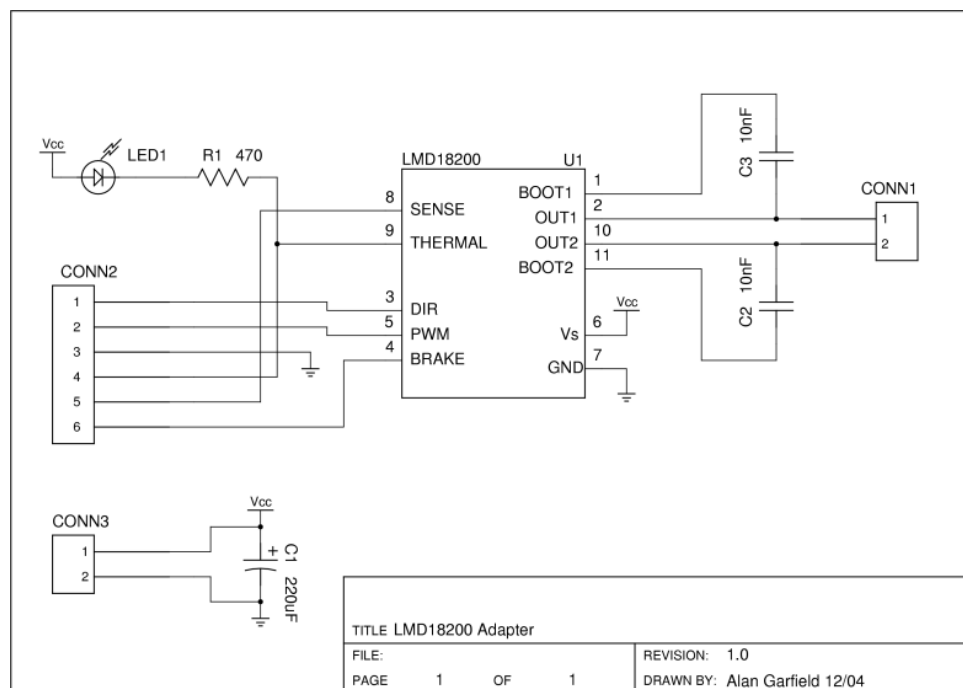 Vcc
LED1
R1 470
LMD18200 U1
8 SENSE
9 THERMAL
3 DIR
5 PWM
4 BRAKE
BOOT1 1
OUT1 2
OUT2 10
BOOT2 11
Vs 6
Vcc
GND 7
C3 10nF
C2 10nF
CONN1
1
2
CONN2
1
2
3
4
5
6
CONN3
1
2
Vcc
+
C1 220uF
TITLE LMD18200 Adapter
FILE:
REVISION: 1.0
PAGE 1 OF 1
DRAWN BY: Alan Garfield 12/04